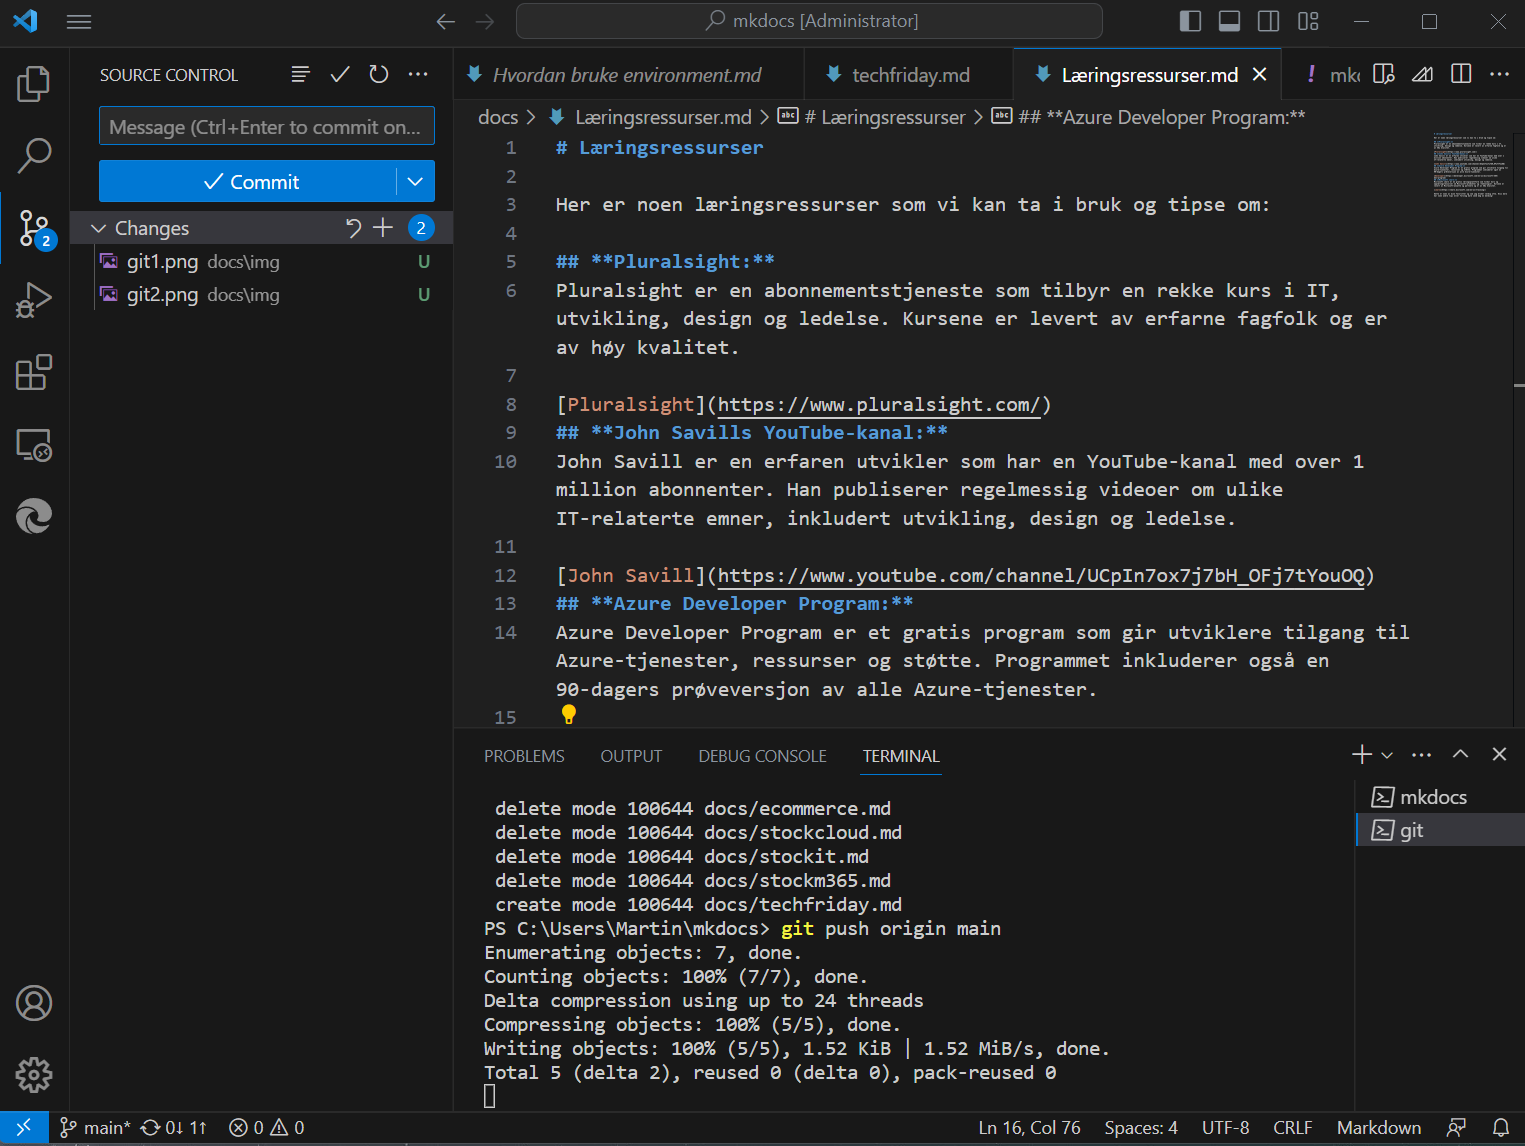 mkdocs [Administrator]
SOURCE CONTROL
Message (Ctrl+Enter to commit on...
Commit
Changes
2
git1.png docs\img U
git2.png docs\img U
2
Hvordan bruke environment.md
techfriday.md
Læringsressurser.md
! mkc
docs > Læringsressurser.md > # Læringsressurser > ## **Azure Developer Program:**
1 # Læringsressurser
2
3 Her er noen læringsressurser som vi kan ta i bruk og tipse om:
4
5 ## **Pluralsight:**
6 Pluralsight er en abonnementstjeneste som tilbyr en rekke kurs i IT,
utvikling, design og ledelse. Kursene er levert av erfarne fagfolk og er
av høy kvalitet.
7
8 [Pluralsight](https://www.pluralsight.com/)
9 ## **John Savills YouTube-kanal:**
10 John Savill er en erfaren utvikler som har en YouTube-kanal med over 1
million abonnenter. Han publiserer regelmessig videoer om ulike
IT-relaterte emner, inkludert utvikling, design og ledelse.
11
12 [John Savill](https://www.youtube.com/channel/UCpIn7ox7j7bH_OFj7tYouOQ)
13 ## **Azure Developer Program:**
14 Azure Developer Program er et gratis program som gir utviklere tilgang til
Azure-tjenester, ressurser og støtte. Programmet inkluderer også en
90-dagers prøveversjon av alle Azure-tjenester.
15
PROBLEMS OUTPUT DEBUG CONSOLE TERMINAL
mkdocs
git
delete mode 100644 docs/ecommerce.md
delete mode 100644 docs/stockcloud.md
delete mode 100644 docs/stockit.md
delete mode 100644 docs/stockm365.md
create mode 100644 docs/techfriday.md
PS C:\Users\Martin\mkdocs> git push origin main
Enumerating objects: 7, done.
Counting objects: 100% (7/7), done.
Delta compression using up to 24 threads
Compressing objects: 100% (5/5), done.
Writing objects: 100% (5/5), 1.52 KiB | 1.52 MiB/s, done.
Total 5 (delta 2), reused 0 (delta 0), pack-reused 0
main* 0↓ 1↑ 0 0 Ln 16, Col 76 Spaces: 4 UTF-8 CRLF Markdown